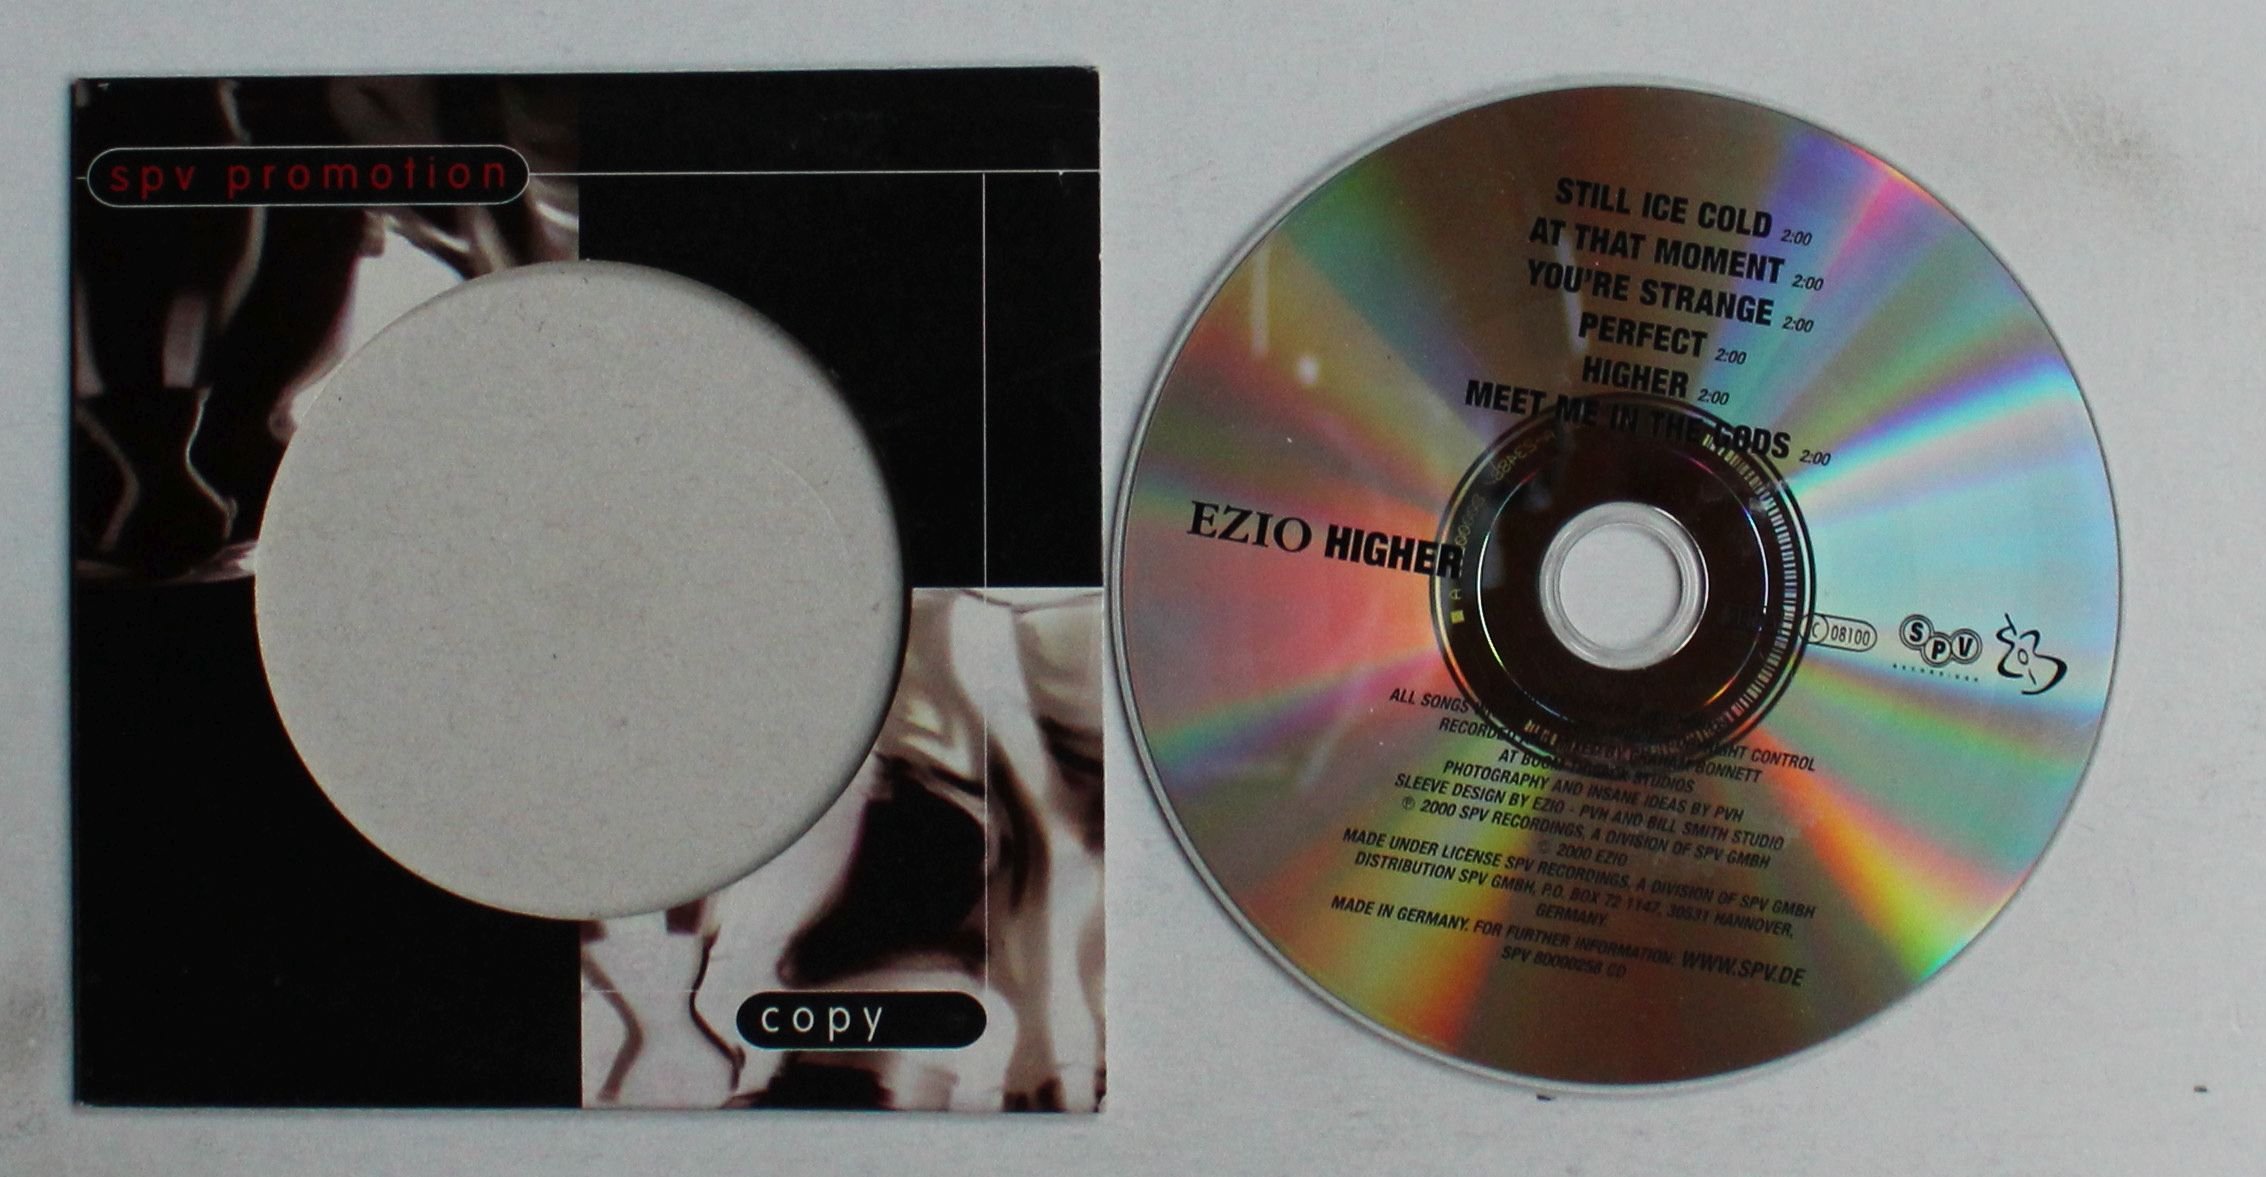 spv promotion
copy
STILL ICE COLD 2:00
AT THAT MOMENT 2:00
YOU'RE STRANGE 2:00
PERFECT 2:00
HIGHER 2:00
MEET ME IN THE GODS 2:00
EZIO HIGHER
LC 08100
SPV
RECORDINGS
ALL SONGS
RECORDED BONNETT
AT BOOM STUDIOS
PHOTOGRAPHY AND INSANE IDEAS BY PVH
SLEEVE DESIGN BY EZIO - PVH AND BILL SMITH STUDIO
℗ 2000 SPV RECORDINGS, A DIVISION OF SPV GMBH
© 2000 EZIO
MADE UNDER LICENSE SPV RECORDINGS, A DIVISION OF SPV GMBH
DISTRIBUTION SPV GMBH, P.O. BOX 72 1147, 30531 HANNOVER,
GERMANY.
MADE IN GERMANY. FOR FURTHER INFORMATION: WWW.SPV.DE
SPV 80000258 CD